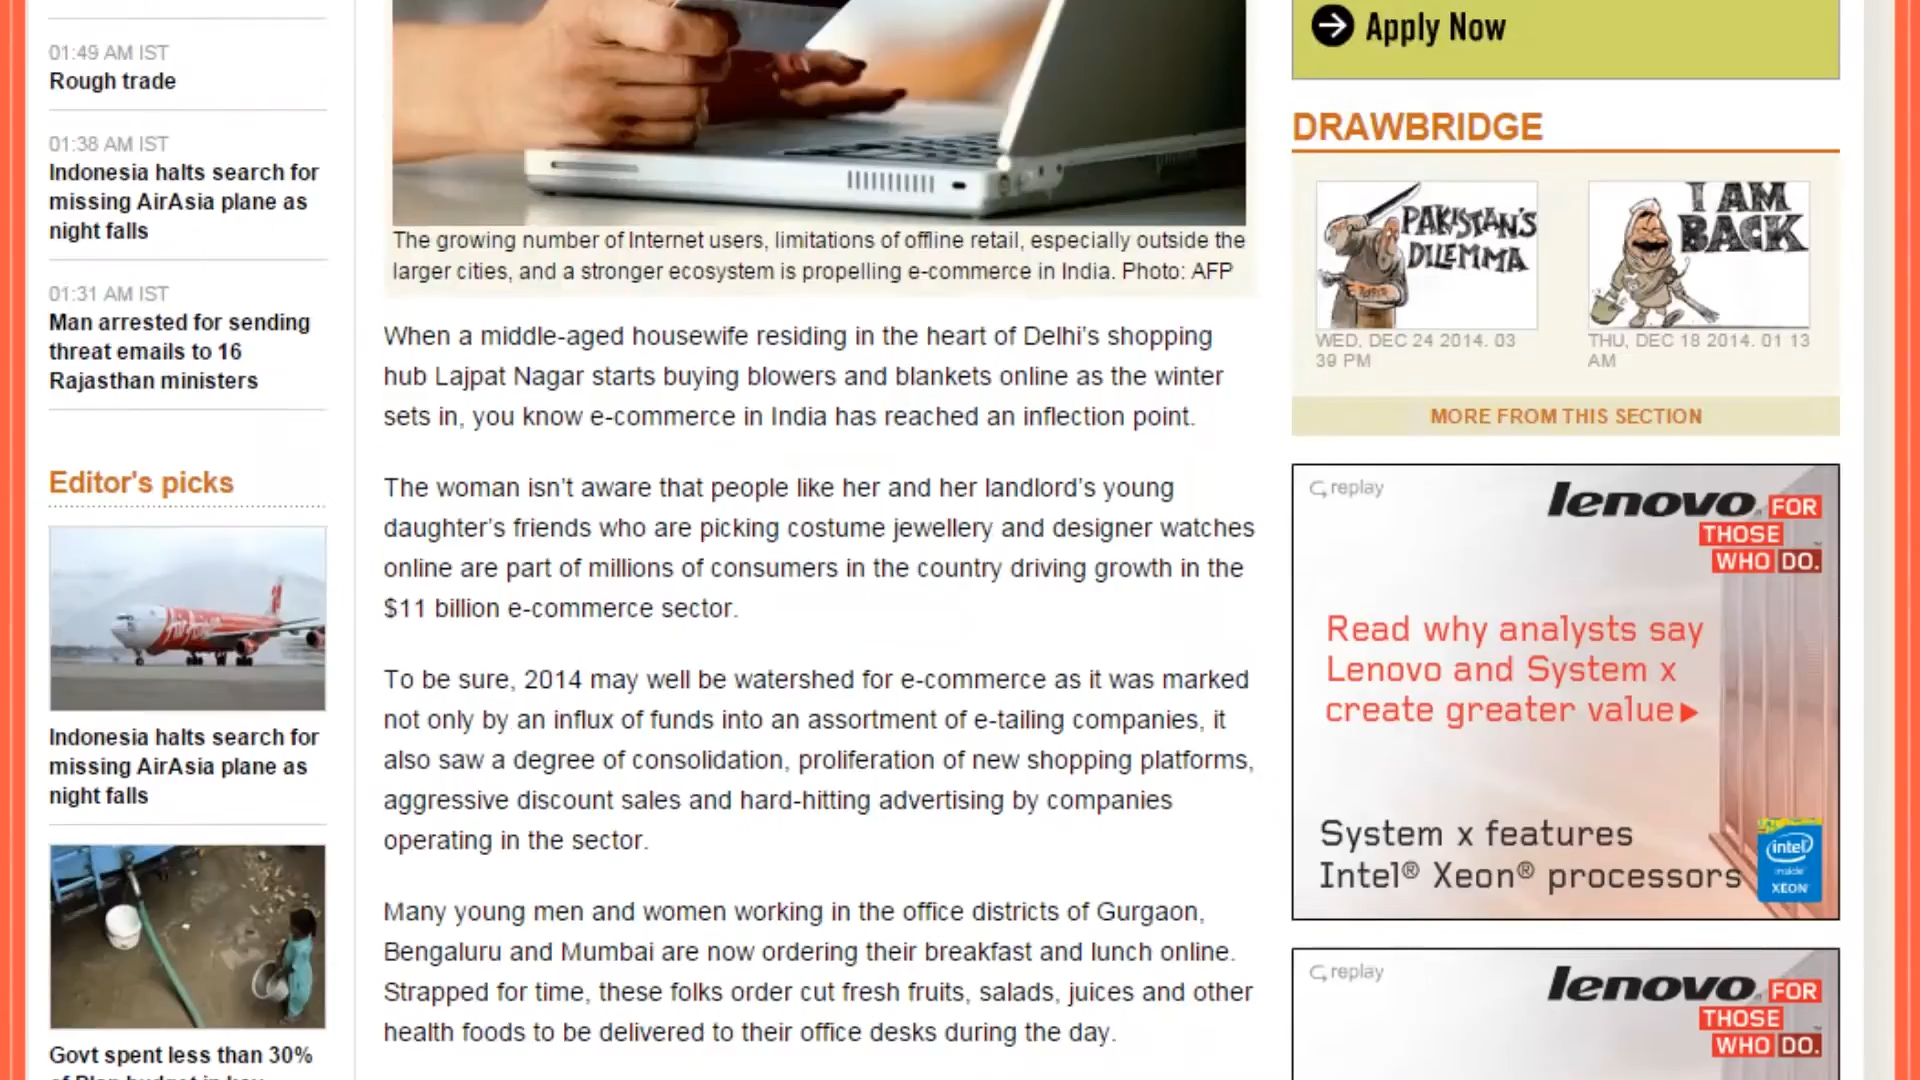 01:49 AM IST
Rough trade
01:38 AM IST
Indonesia halts search for
missing AirAsia plane as
night falls
01:31 AM IST
Man arrested for sending
threat emails to 16
Rajasthan ministers
Editor's picks
AirAsia
Indonesia halts search for
missing AirAsia plane as
night falls
Govt spent less than 30%
of Plan budget in key
The growing number of Internet users, limitations of offline retail, especially outside the
larger cities, and a stronger ecosystem is propelling e-commerce in India. Photo: AFP
When a middle-aged housewife residing in the heart of Delhi’s shopping
hub Lajpat Nagar starts buying blowers and blankets online as the winter
sets in, you know e-commerce in India has reached an inflection point.
The woman isn’t aware that people like her and her landlord’s young
daughter’s friends who are picking costume jewellery and designer watches
online are part of millions of consumers in the country driving growth in the
$11 billion e-commerce sector.
To be sure, 2014 may well be watershed for e-commerce as it was marked
not only by an influx of funds into an assortment of e-tailing companies, it
also saw a degree of consolidation, proliferation of new shopping platforms,
aggressive discount sales and hard-hitting advertising by companies
operating in the sector.
Many young men and women working in the office districts of Gurgaon,
Bengaluru and Mumbai are now ordering their breakfast and lunch online.
Strapped for time, these folks order cut fresh fruits, salads, juices and other
health foods to be delivered to their office desks during the day.
Apply Now
DRAWBRIDGE
PAKISTAN'S
DILEMMA
I AM
BACK
WED, DEC 24 2014. 03
39 PM
THU, DEC 18 2014. 01 13
AM
MORE FROM THIS SECTION
replay
lenovo FOR
THOSE
WHO DO.
Read why analysts say
Lenovo and System x
create greater value
System x features
Intel® Xeon® processors
intel
inside
XEON
replay
lenovo FOR
THOSE
WHO DO.